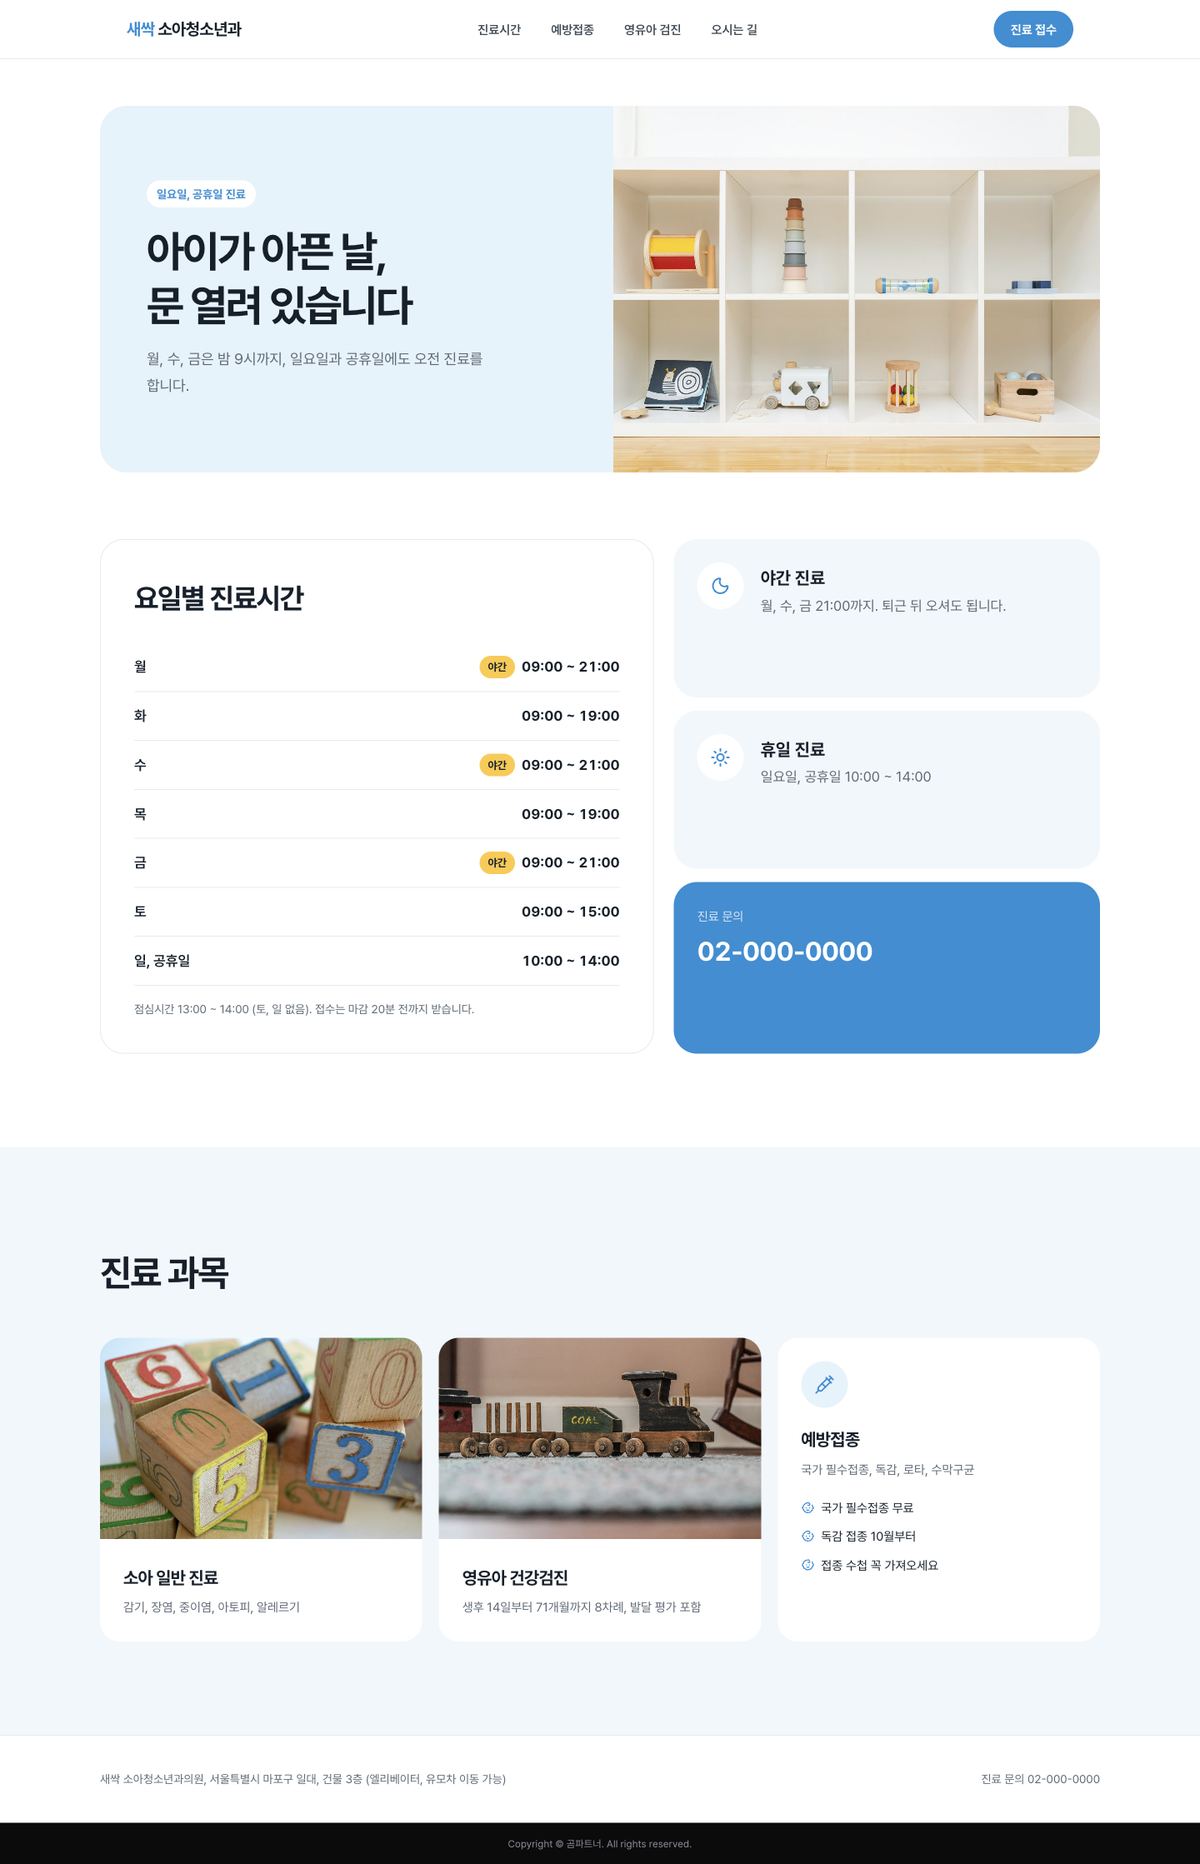 새싹 소아청소년과
진료시간
예방접종
영유아 검진
오시는 길
진료 접수
일요일, 공휴일 진료
아이가 아픈 날,
문 열려 있습니다
월, 수, 금은 밤 9시까지, 일요일과 공휴일에도 오전 진료를
합니다.
요일별 진료시간
월 야간 09:00 ~ 21:00
화 09:00 ~ 19:00
수 야간 09:00 ~ 21:00
목 09:00 ~ 19:00
금 야간 09:00 ~ 21:00
토 09:00 ~ 15:00
일, 공휴일 10:00 ~ 14:00
점심시간 13:00 ~ 14:00 (토, 일 없음). 접수는 마감 20분 전까지 받습니다.
야간 진료
월, 수, 금 21:00까지. 퇴근 뒤 오셔도 됩니다.
휴일 진료
일요일, 공휴일 10:00 ~ 14:00
진료 문의
02-000-0000
진료 과목
6
1
0
3
5
COAL
소아 일반 진료
감기, 장염, 중이염, 아토피, 알레르기
영유아 건강검진
생후 14일부터 71개월까지 8차례, 발달 평가 포함
예방접종
국가 필수접종, 독감, 로타, 수막구균
국가 필수접종 무료
독감 접종 10월부터
접종 수첩 꼭 가져오세요
새싹 소아청소년과의원, 서울특별시 마포구 일대, 건물 3층 (엘리베이터, 유모차 이동 가능)
진료 문의 02-000-0000
Copyright © 곰파트너. All rights reserved.